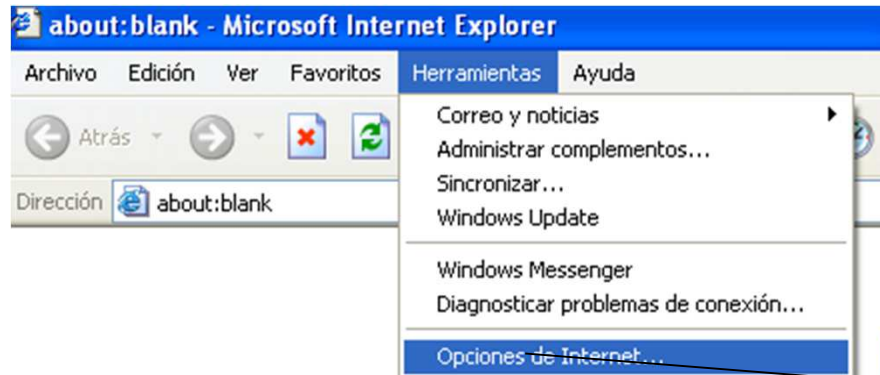 about:blank - Microsoft Internet Explorer
Archivo Edición Ver Favoritos Herramientas Ayuda
Atrás
Dirección about:blank
Correo y noticias
Administrar complementos...
Sincronizar...
Windows Update
Windows Messenger
Diagnosticar problemas de conexión...
Opciones de Internet...